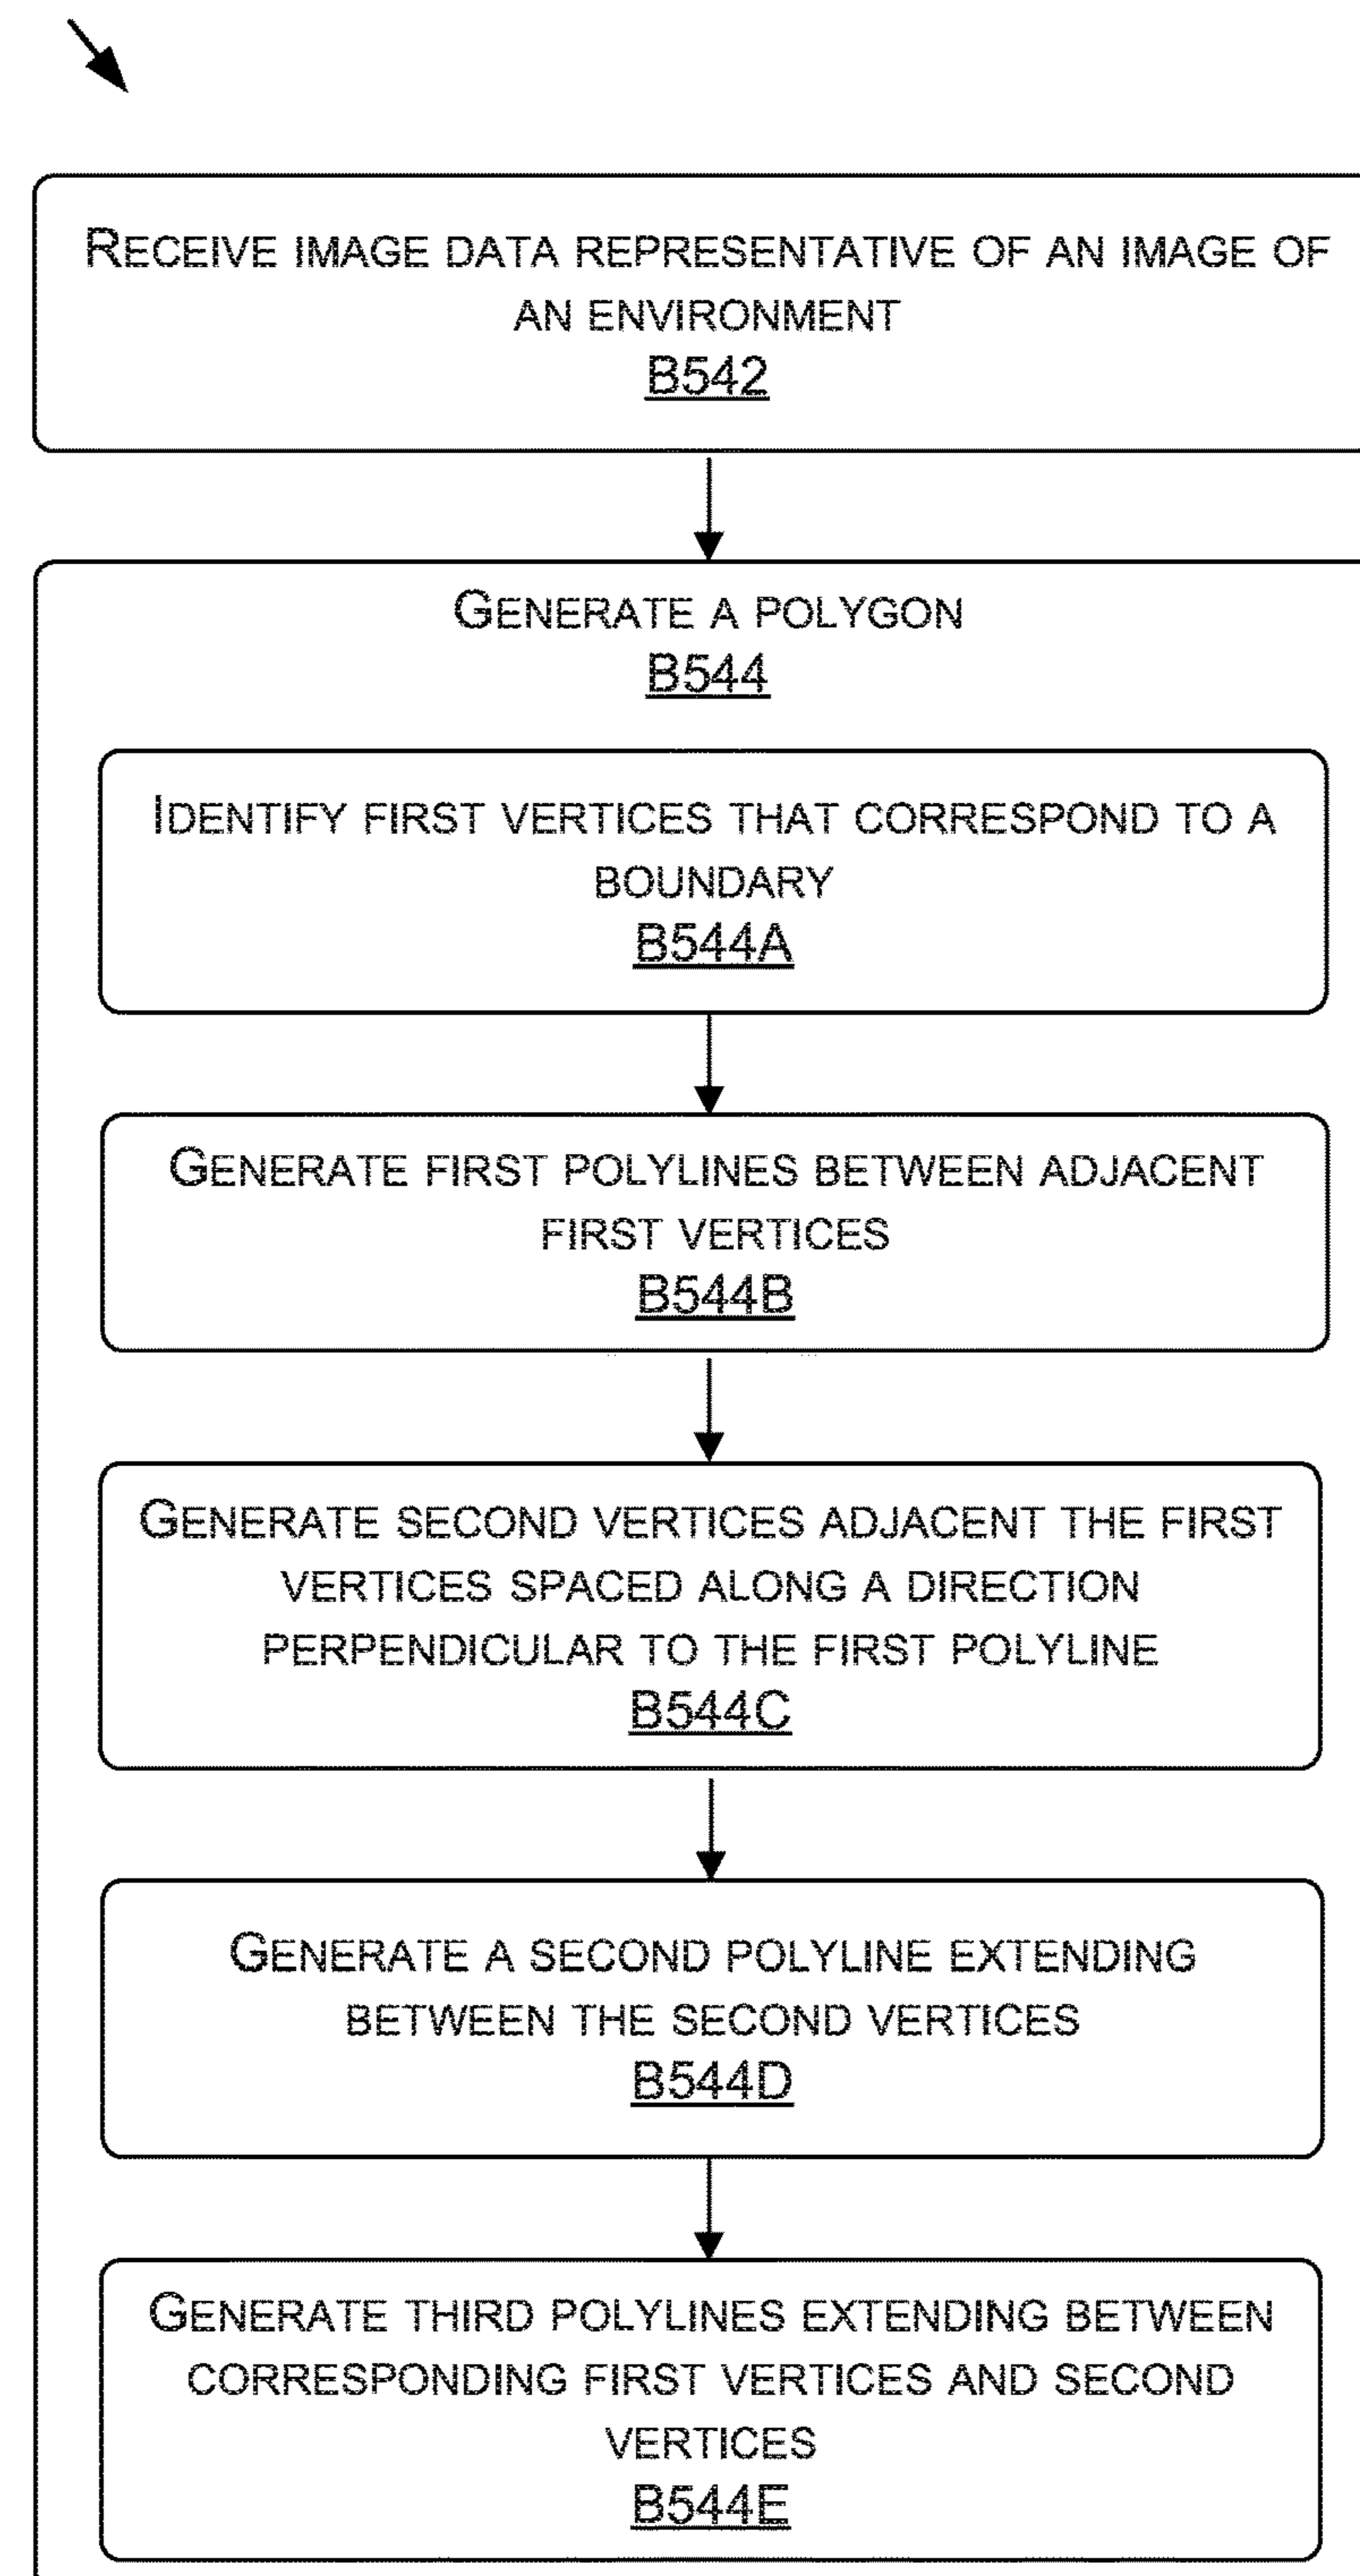 RECEIVE IMAGE DATA REPRESENTATIVE OF AN IMAGE OF
AN ENVIRONMENT
B542
GENERATE A POLYGON
B544
IDENTIFY FIRST VERTICES THAT CORRESPOND TO A
BOUNDARY
B544A
GENERATE FIRST POLYLINES BETWEEN ADJACENT
FIRST VERTICES
B544B
GENERATE SECOND VERTICES ADJACENT THE FIRST
VERTICES SPACED ALONG A DIRECTION
PERPENDICULAR TO THE FIRST POLYLINE
B544C
GENERATE A SECOND POLYLINE EXTENDING
BETWEEN THE SECOND VERTICES
B544D
GENERATE THIRD POLYLINES EXTENDING BETWEEN
CORRESPONDING FIRST VERTICES AND SECOND
VERTICES
B544E